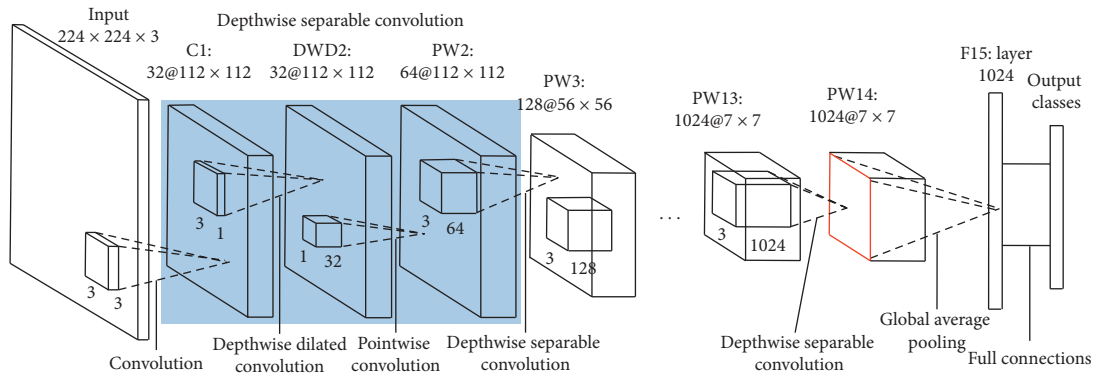 Input
224 × 224 × 3
Depthwise separable convolution
C1:
32@112 × 112
DWD2:
32@112 × 112
PW2:
64@112 × 112
PW3:
128@56 × 56
PW13:
1024@7 × 7
PW14:
1024@7 × 7
F15: layer
1024
Output
classes
3
3
3
1
1
32
3
64
3
128
...
3
1024
Convolution
Depthwise dilated
convolution
Pointwise
convolution
Depthwise separable
convolution
Depthwise separable
convolution
Global average
pooling
Full connections